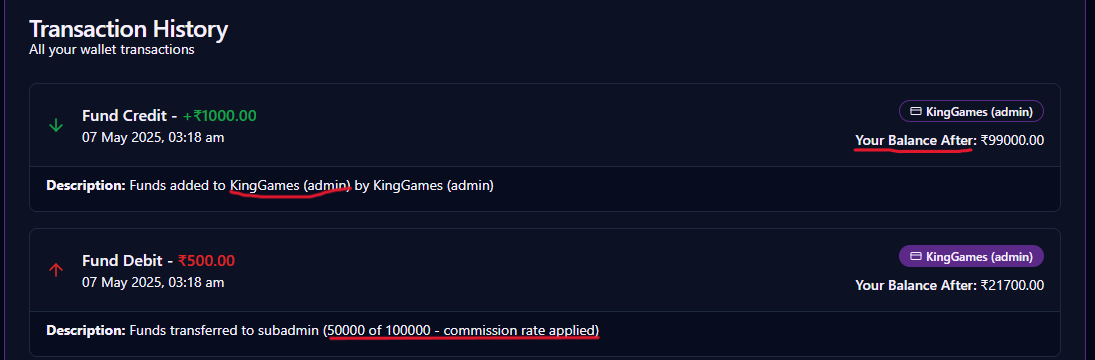 Transaction History
All your wallet transactions
Fund Credit - +₹1000.00
KingGames (admin)
07 May 2025, 03:18 am
Your Balance After: ₹99000.00
Description: Funds added to KingGames (admin) by KingGames (admin)
Fund Debit - ₹500.00
KingGames (admin)
07 May 2025, 03:18 am
Your Balance After: ₹21700.00
Description: Funds transferred to subadmin (50000 of 100000 - commission rate applied)